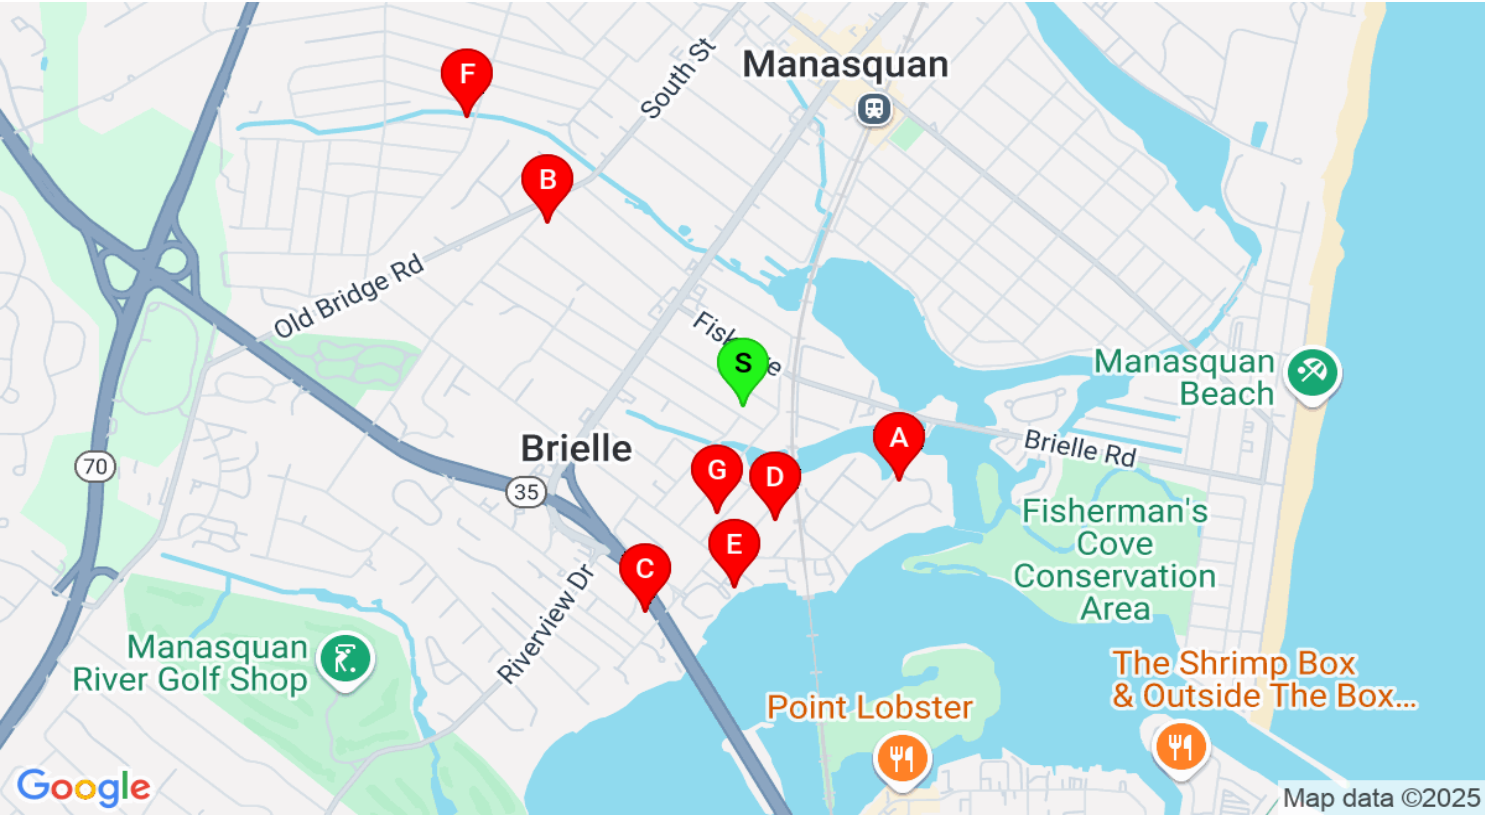 Manasquan
South St
F
B
Old Bridge Rd
S
Manasquan
Beach
A
Brielle
Brielle Rd
70
35
G
D
E
C
Fisherman's
Cove
Conservation
Area
Riverview Dr
Manasquan
River Golf Shop
The Shrimp Box
& Outside The Box...
Point Lobster
Google
Map data ©2025